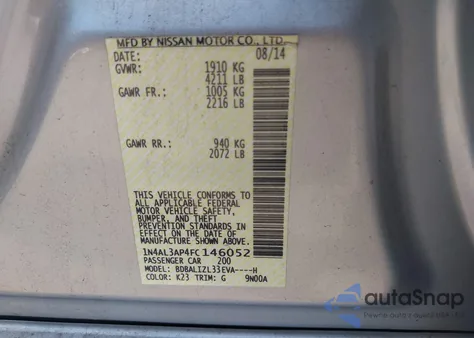 MFD BY NISSAN MOTOR CO., LTD.
DATE: 08/14
GVWR: 1910 KG
4211 LB
GAWR FR.: 1005 KG
2216 LB
GAWR RR.: 940 KG
2072 LB
THIS VEHICLE CONFORMS TO
ALL APPLICABLE FEDERAL
MOTOR VEHICLE SAFETY,
BUMPER, AND THEFT
PREVENTION STANDARDS IN
EFFECT ON THE DATE OF
MANUFACTURE SHOWN ABOVE
1N4AL3AP4FC146052
PASSENGER CAR 200
MODEL: BDBALIZL33EVA----H
COLOR: K23 TRIM: G 9N00A
autoSnap